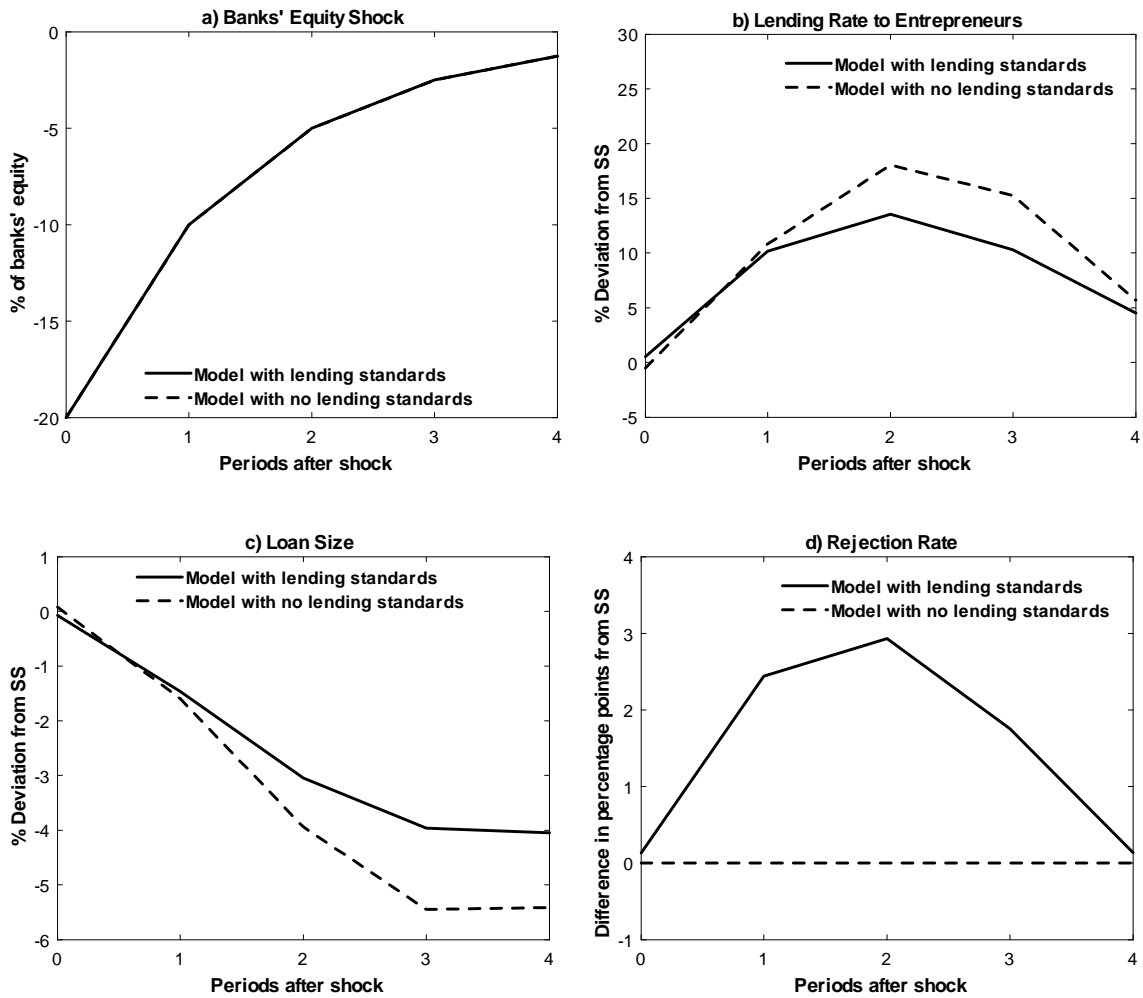 a) Banks' Equity Shock
0
-5
-10
-15
-20
% of banks' equity
Model with lending standards
Model with no lending standards
0 1 2 3 4
Periods after shock
b) Lending Rate to Entrepreneurs
30
25
20
15
10
5
0
-5
% Deviation from SS
Model with lending standards
Model with no lending standards
0 1 2 3 4
Periods after shock
c) Loan Size
1
0
-1
-2
-3
-4
-5
-6
% Deviation from SS
Model with lending standards
Model with no lending standards
0 1 2 3 4
Periods after shock
d) Rejection Rate
4
3
2
1
0
-1
Difference in percentage points from SS
Model with lending standards
Model with no lending standards
0 1 2 3 4
Periods after shock